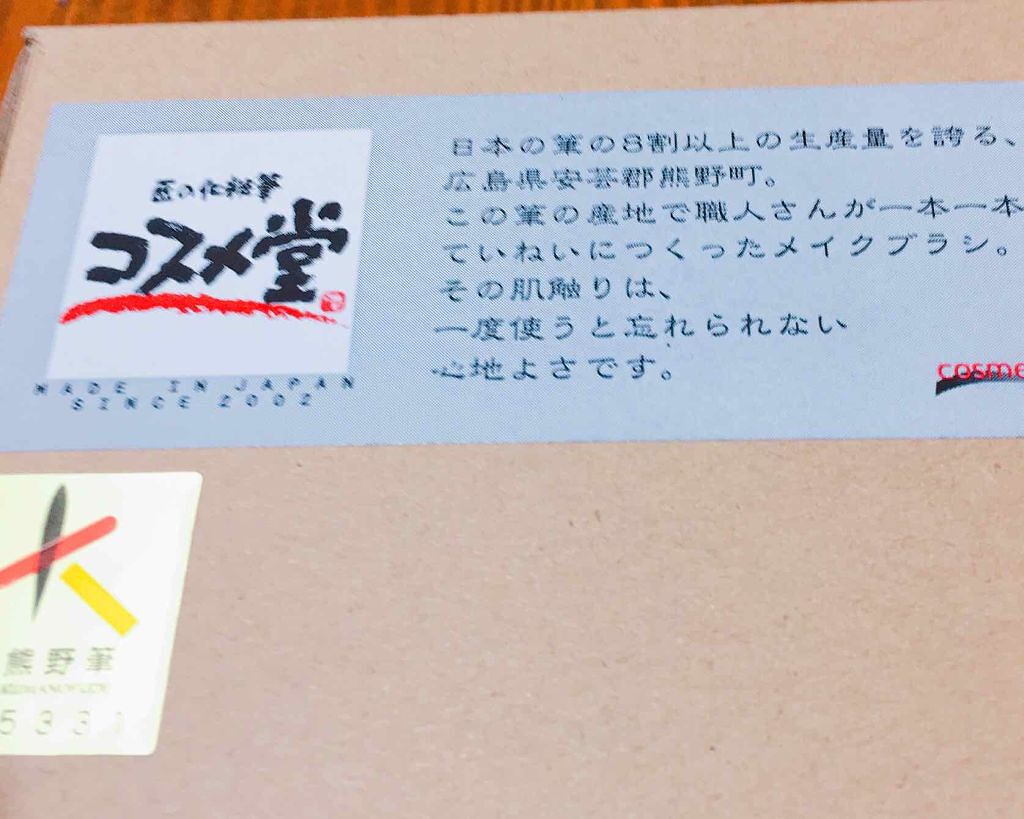 匠の化粧筆
コスメ堂
MADE IN JAPAN
SINCE 2002
日本の筆の8割以上の生産量を誇る、
広島県安芸郡熊野町。
この筆の産地で職人さんが一本一本
ていねいにつくったメイクブラシ。
その肌触りは、
一度使うと忘れられない
心地よさです。
cosme
熊野筆
5331